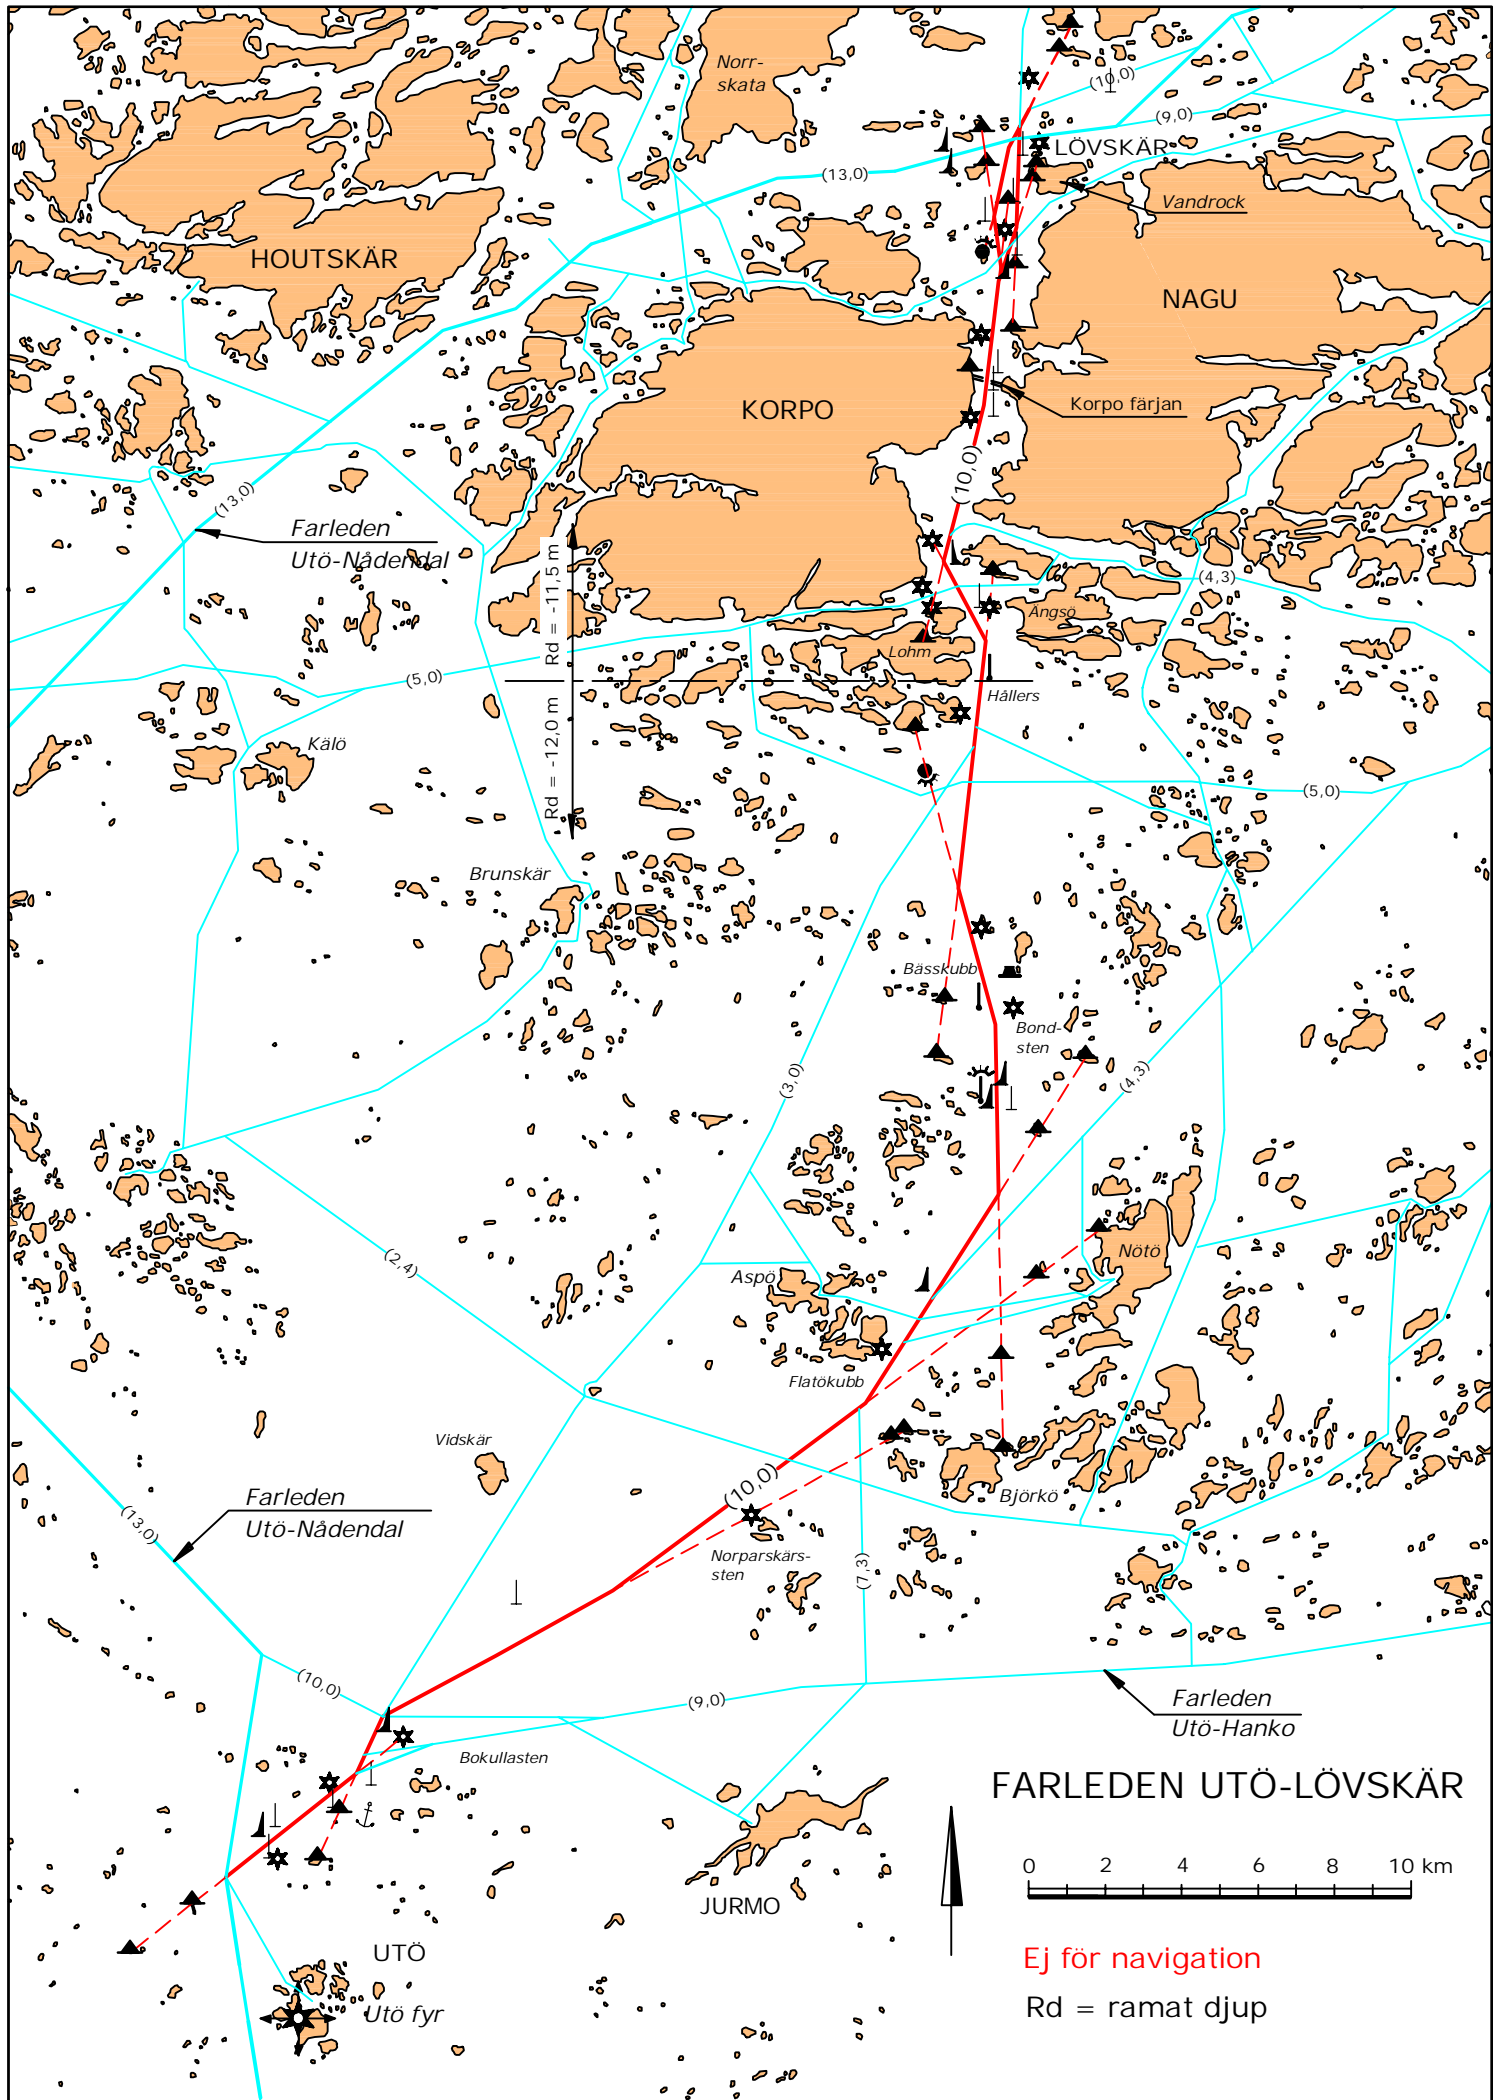 Norr-
skata
(10,0)
(9,0)
LÖVSKÄR
(13,0)
Vandrock
HOUTSKÄR
NAGU
KORPO
Korpo färjan
(10,0)
(13,0)
Farleden
Utö-Nådendal
Rd = -11,5 m
(4,3)
Ängsö
Lohm
(5,0)
Hållers
Rd = -12,0 m
Kälö
(5,0)
Brunskär
Bässkubb
Bond-
sten
(3,0)
(4,3)
(2,4)
Nötö
Aspö
Flatökubb
Vidskär
(10,0)
Björkö
Farleden
Utö-Nådendal
(13,0)
Norparskärs-
sten
(7,3)
(10,0)
(9,0)
Farleden
Utö-Hanko
Bokullasten
FARLEDEN UTÖ-LÖVSKÄR
0 2 4 6 8 10 km
JURMO
UTÖ
Ej för navigation
Utö fyr
Rd = ramat djup